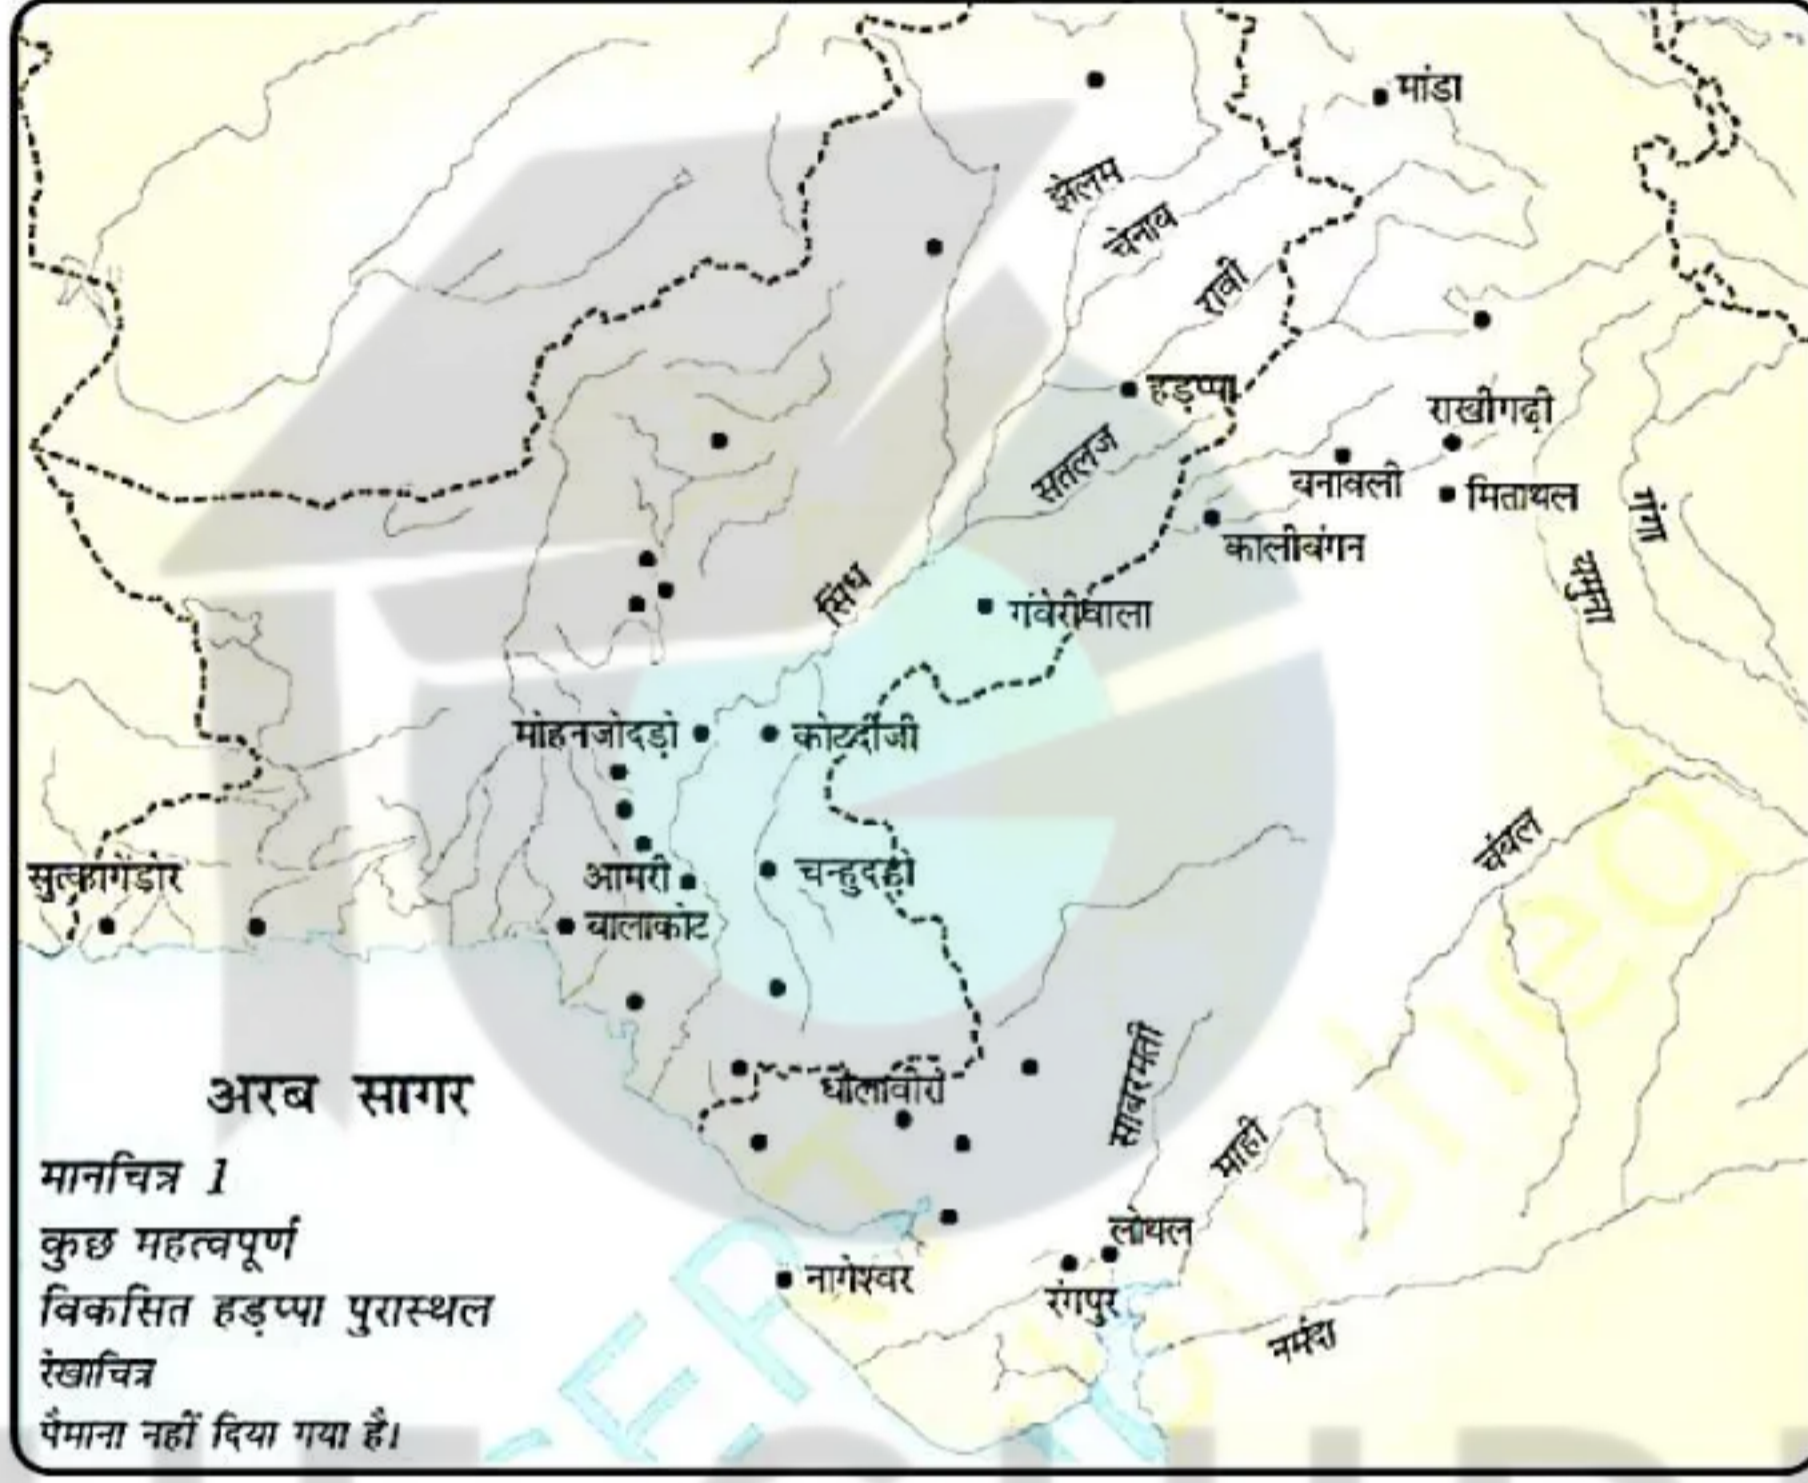 मांडा
झेलम
चेनाब
रावी
हड़प्पा
राखीगढ़ी
सतलज
बनावली
मिताथल
गंगा
कालीबंगन
यमुना
सिंध
गंवेरीवाला
मोहनजोदड़ो
कोटदीजी
चंबल
सुत्कागेंडोर
आमरी
चन्हुदड़ो
बालाकोट
अरब सागर
धौलावीरा
साबरमती
माही
लोथल
नागेश्वर
रंगपुर
नर्मदा
मानचित्र 1
कुछ महत्वपूर्ण
विकसित हड़प्पा पुरास्थल
रेखाचित्र
पैमाना नहीं दिया गया है।